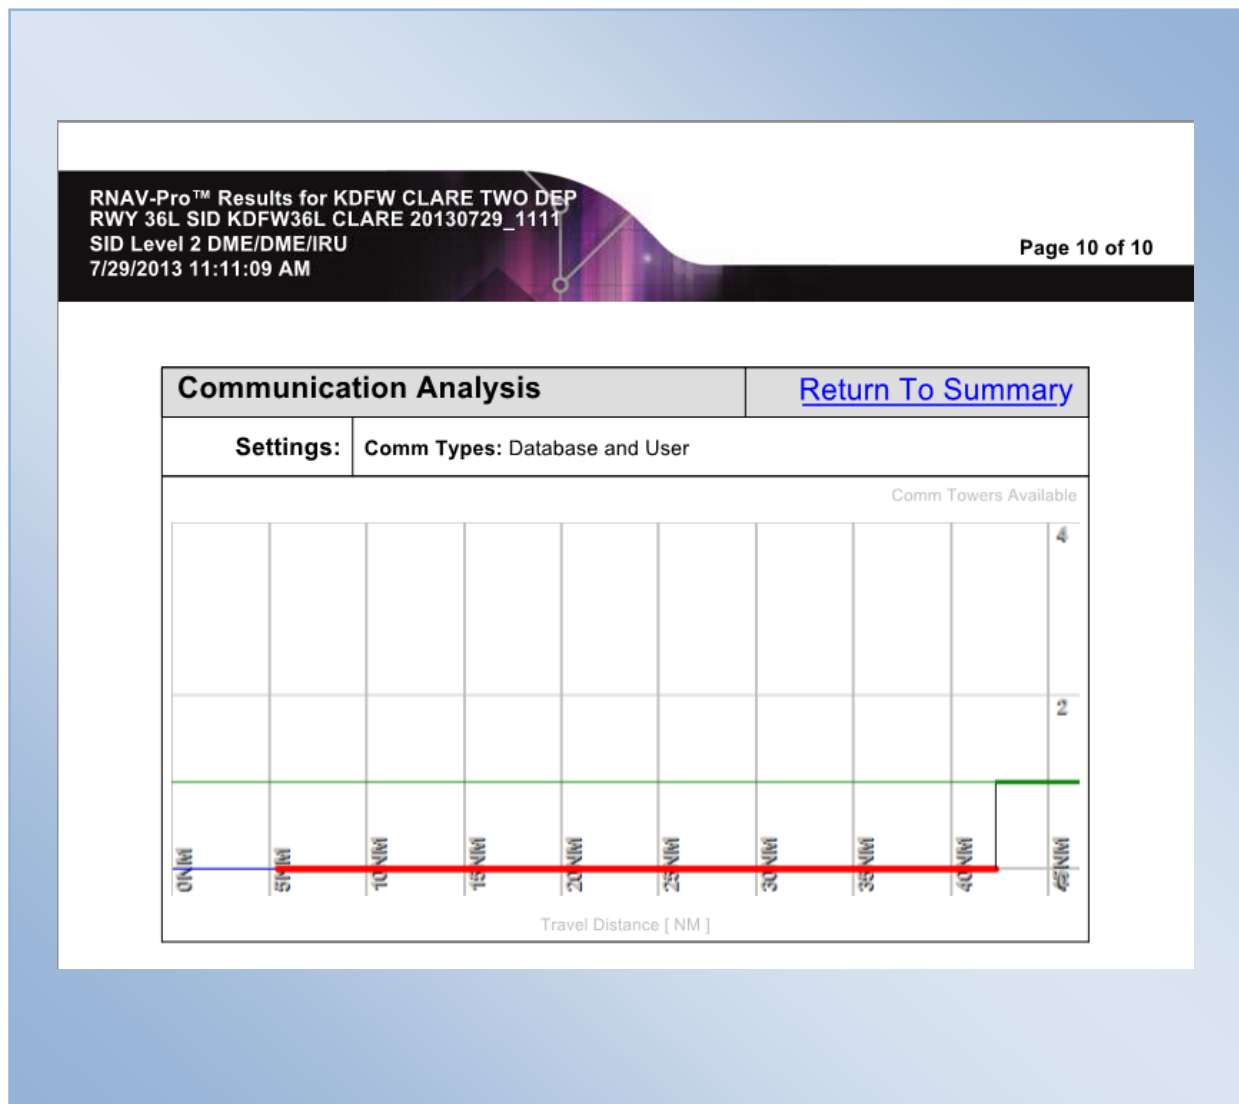 RNAV-Pro™ Results for KDFW CLARE TWO DEP
RWY 36L SID KDFW36L CLARE 20130729_1111
SID Level 2 DME/DME/IRU
7/29/2013 11:11:09 AM
Page 10 of 10
Communication Analysis
Return To Summary
Settings:
Comm Types: Database and User
Comm Towers Available
4
2
0NM
5NM
10NM
15NM
20NM
25NM
30NM
35NM
40NM
45NM
Travel Distance [ NM ]